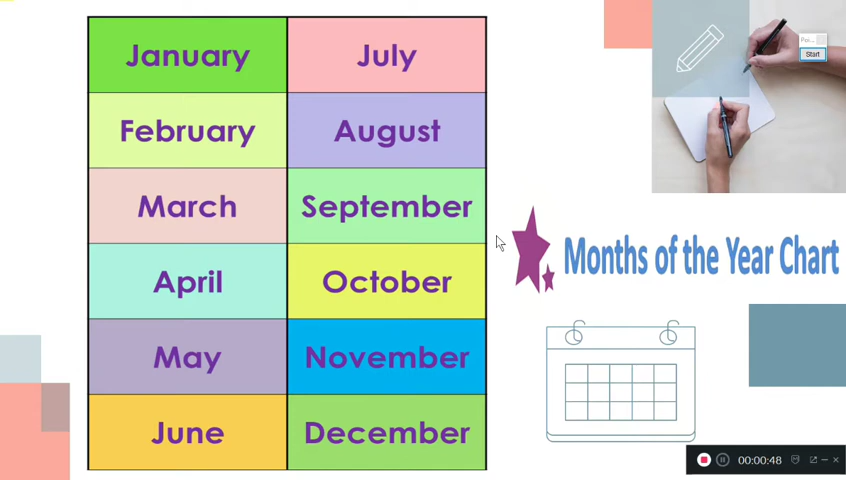 January
July
February
August
March
September
April
October
May
November
June
December
Months of the Year Chart
Poi...
Start
00:00:48